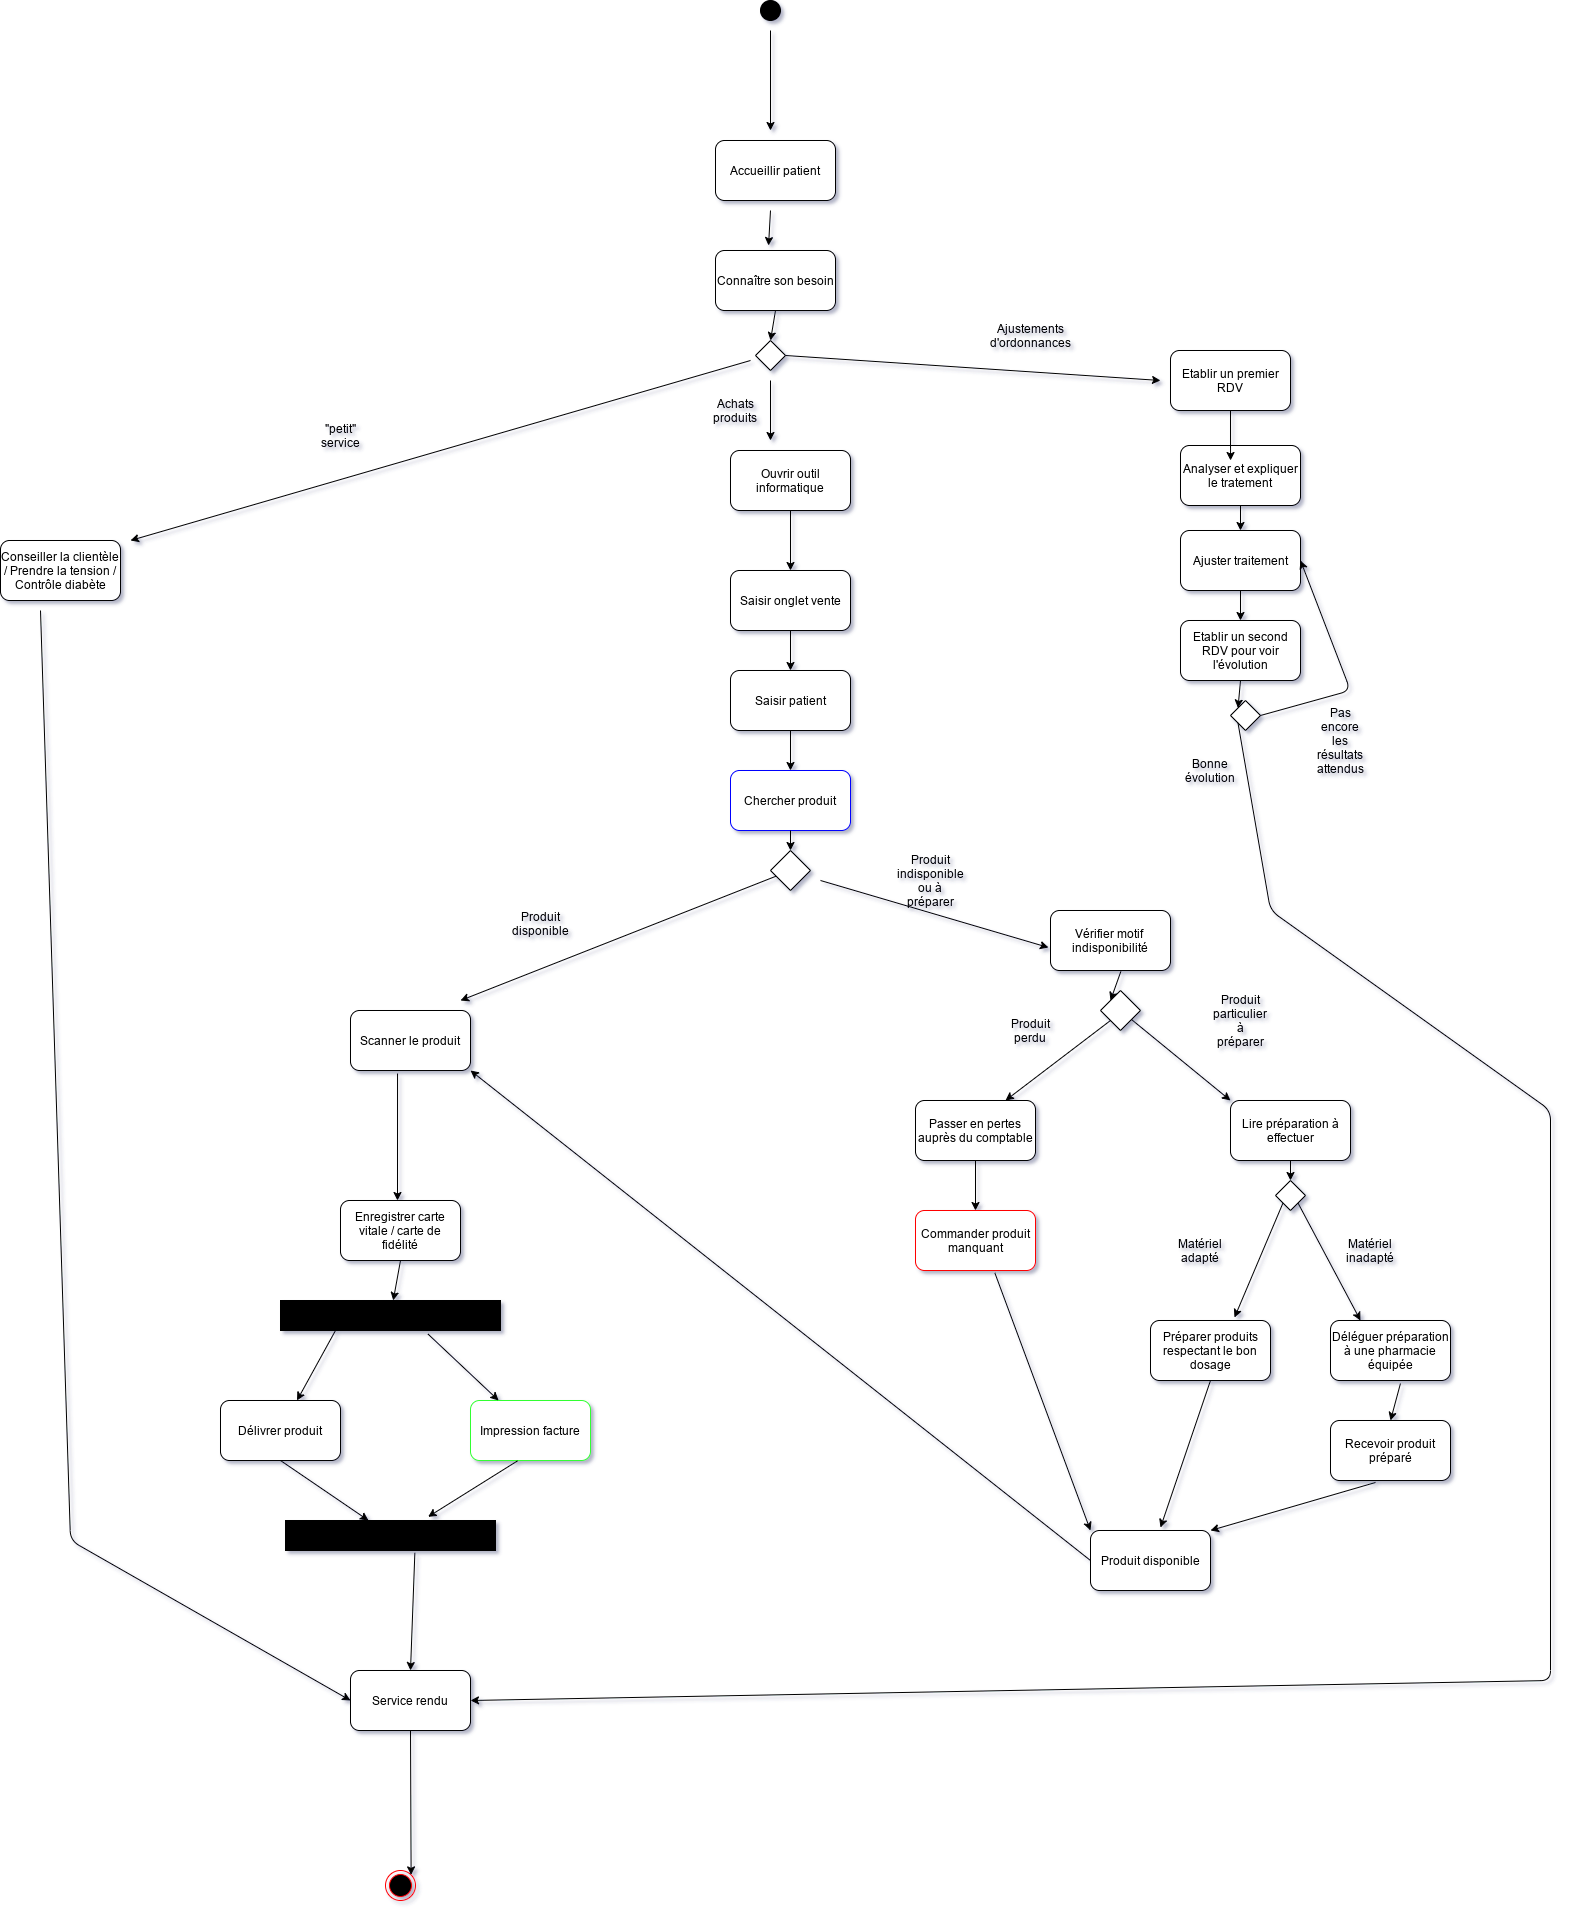 Accueillir patient
Connaître son besoin
Ajustements
d'ordonnances
Etablir un premier
RDV
Achats
produits
"petit"
service
Ouvrir outil
informatique
Analyser et expliquer
le tratement
Conseiller la clientèle
/ Prendre la tension /
Contrôle diabète
Ajuster traitement
Saisir onglet vente
Etablir un second
RDV pour voir
l'évolution
Saisir patient
Pas
encore
les
résultats
attendus
Bonne
évolution
Chercher produit
Produit
indisponible
ou à
préparer
Produit
disponible
Vérifier motif
indisponibilité
Scanner le produit
Produit
perdu
Produit
particulier
à
préparer
Passer en pertes
auprès du comptable
Lire préparation à
effectuer
Enregistrer carte
vitale / carte de
fidélité
Commander produit
manquant
Matériel
adapté
Matériel
inadapté
Préparer produits
respectant le bon
dosage
Déléguer préparation
à une pharmacie
équipée
Délivrer produit
Impression facture
Recevoir produit
préparé
Produit disponible
Service rendu